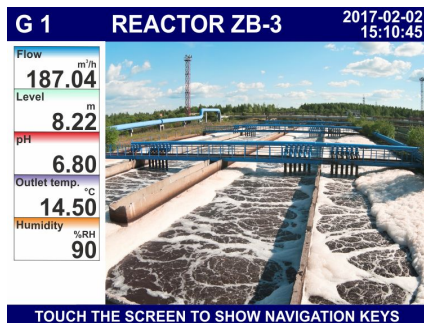 G 1 REACTOR ZB-3 2017-02-02
15:10:45
Flow
m³/h
187.04
Level
m
8.22
pH
6.80
Outlet temp.
°C
14.50
Humidity
%RH
90
TOUCH THE SCREEN TO SHOW NAVIGATION KEYS